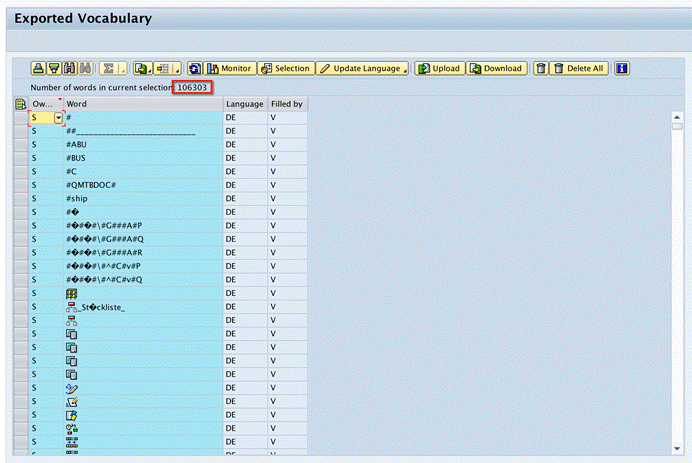 Exported Vocabulary
Monitor Selection Update Language Upload Download Delete All
Number of words in current selection 106303
Ow... Word Language Filled by
S # DE V
S ##____________________________ DE V
S #ABU DE V
S #BUS DE V
S #C DE V
S #QMTBDOC# DE V
S #ship DE V
S #� DE V
S #�#�#\#G###A#P DE V
S #�#�#\#G###A#Q DE V
S #�#�#\#G###A#R DE V
S #�#�#\#^#C#v#P DE V
S #�#�#\#^#C#v#Q DE V
S DE V
S _St�ckliste_ DE V
S DE V
S DE V
S DE V
S DE V
S DE V
S DE V
S DE V
S DE V
S DE V
S DE V